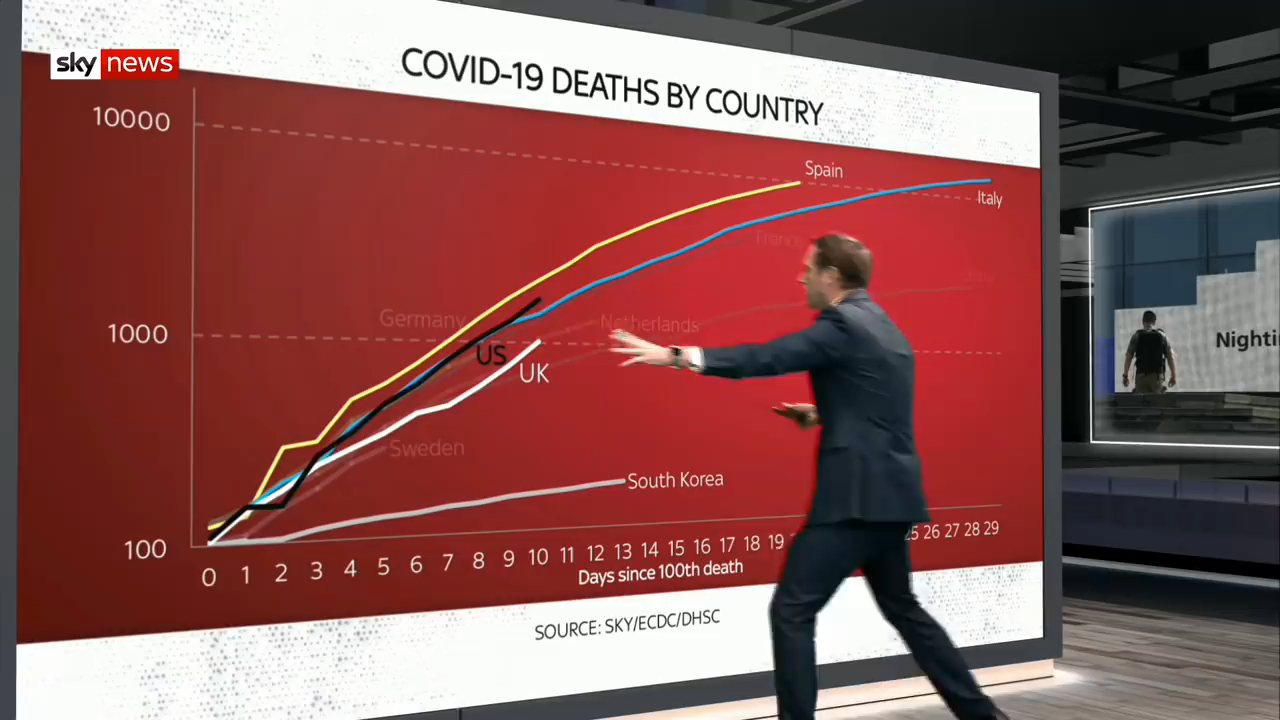 sky news
COVID-19 DEATHS BY COUNTRY
10000
Spain
Italy
France
Germany
1000
Netherlands
US
UK
Nighti
Sweden
South Korea
100
0 1 2 3 4 5 6 7 8 9 10 11 12 13 14 15 16 17 18 19 25 26 27 28 29
Days since 100th death
SOURCE: SKY/ECDC/DHSC